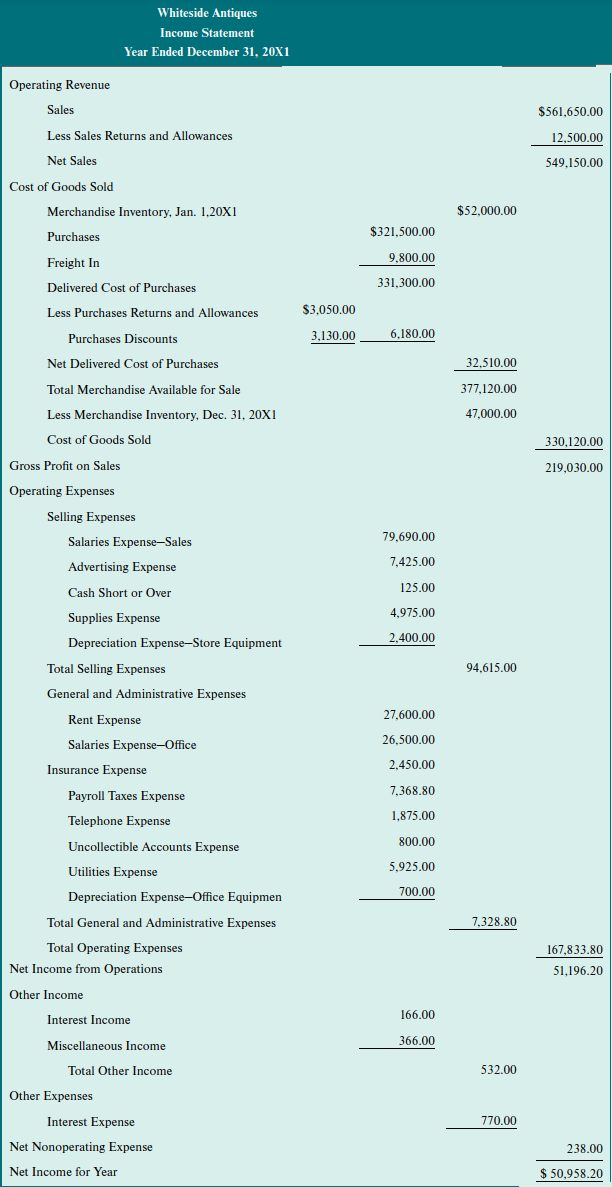 Whiteside Antiques
Income Statement
Year Ended December 31, 20X1
Operating Revenue
Sales $561,650.00
Less Sales Returns and Allowances 12,500.00
Net Sales 549,150.00
Cost of Goods Sold
Merchandise Inventory, Jan. 1,20X1 $52,000.00
Purchases $321,500.00
Freight In 9,800.00
Delivered Cost of Purchases 331,300.00
Less Purchases Returns and Allowances $3,050.00
Purchases Discounts 3,130.00 6,180.00
Net Delivered Cost of Purchases 32,510.00
Total Merchandise Available for Sale 377,120.00
Less Merchandise Inventory, Dec. 31, 20X1 47,000.00
Cost of Goods Sold 330,120.00
Gross Profit on Sales 219,030.00
Operating Expenses
Selling Expenses
Salaries Expense–Sales 79,690.00
Advertising Expense 7,425.00
Cash Short or Over 125.00
Supplies Expense 4,975.00
Depreciation Expense–Store Equipment 2,400.00
Total Selling Expenses 94,615.00
General and Administrative Expenses
Rent Expense 27,600.00
Salaries Expense–Office 26,500.00
Insurance Expense 2,450.00
Payroll Taxes Expense 7,368.80
Telephone Expense 1,875.00
Uncollectible Accounts Expense 800.00
Utilities Expense 5,925.00
Depreciation Expense–Office Equipmen 700.00
Total General and Administrative Expenses 7,328.80
Total Operating Expenses 167,833.80
Net Income from Operations 51,196.20
Other Income
Interest Income 166.00
Miscellaneous Income 366.00
Total Other Income 532.00
Other Expenses
Interest Expense 770.00
Net Nonoperating Expense 238.00
Net Income for Year $ 50,958.20